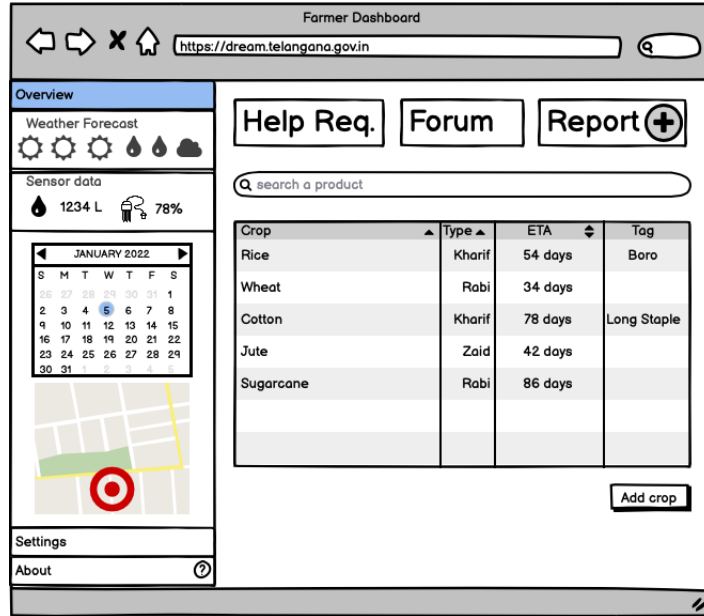 Farmer Dashboard
https://dream.telangana.gov.in
Overview
Weather Forecast
Sensor data
1234 L 78%
JANUARY 2022
S M T W T F S
26 27 28 29 30 31 1
2 3 4 5 6 7 8
9 10 11 12 13 14 15
16 17 18 19 20 21 22
23 24 25 26 27 28 29
30 31 1 2 3 4 5
Settings
About ?
Help Req. Forum Report
search a product
Crop Type ETA Tag
Rice Kharif 54 days Boro
Wheat Rabi 34 days
Cotton Kharif 78 days Long Staple
Jute Zaid 42 days
Sugarcane Rabi 86 days
Add crop